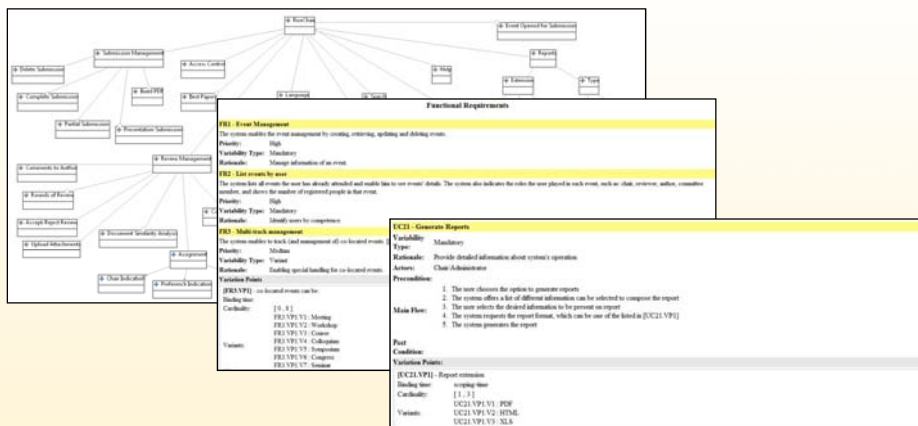 RiseChair
Event Opened for Submission
Submission Management
Reports
Delete Submission
Access Control
Help
Extension
Type
Complete Submission
Build PDF
Best Papers
Language
Search
Partial Submission
Presentation Submission
Review Management
Comments to Author
Rounds of Review
Accept Reject Review
Upload Attachments
Document Similarity Analysis
Assignment
Chair Indication
Preference Indication
Functional Requirements
FR1 - Event Management
The system enables the event management by creating, retrieving, updating and deleting events.
Priority: High
Variability Type: Mandatory
Rationale: Manage information of an event.
FR2 - List events by user
The system lists all events the user has already attended and enable him to see events' details. The system also indicates the roles the user played in each event, such as: chair, reviewer, author, committee
member, and shows the number of registered people in that event.
Priority: High
Variability Type: Mandatory
Rationale: Identify users by competence.
FR3 - Multi-track management
The system enables to track (and management of) co-located events.
Priority: Medium
Variability Type: Variant
Rationale: Enabling special handling for co-located events.
Variation Points
[FR3.VP1] - co-located events can be:
Binding time:
Cardinality: [ 0 , 8 ]
FR3.VP1.V1 : Meeting
FR3.VP1.V2 : Workshop
FR3.VP1.V3 : Course
FR3.VP1.V4 : Colloquium
Variants: FR3.VP1.V5 : Symposium
FR3.VP1.V6 : Congress
FR3.VP1.V7 : Seminar
UC21 - Generate Reports
Variability Type: Mandatory
Rationale: Provide detailed information about system's operation
Actors: Chair/Administrator
Precondition:
1. The user chooses the option to generate reports
2. The system offers a list of different information can be selected to compose the report
Main Flow: 3. The user selects the desired information to be present on report
4. The system requests the report format, which can be one of the listed in [UC21.VP1]
5. The system generates the report
Post
Condition:
Variation Points:
[UC21.VP1] - Report extension
Binding time: scoping-time
Cardinality: [ 1 , 3 ]
UC21.VP1.V1 : PDF
Variants: UC21.VP1.V2 : HTML
UC21.VP1.V3 : XLS